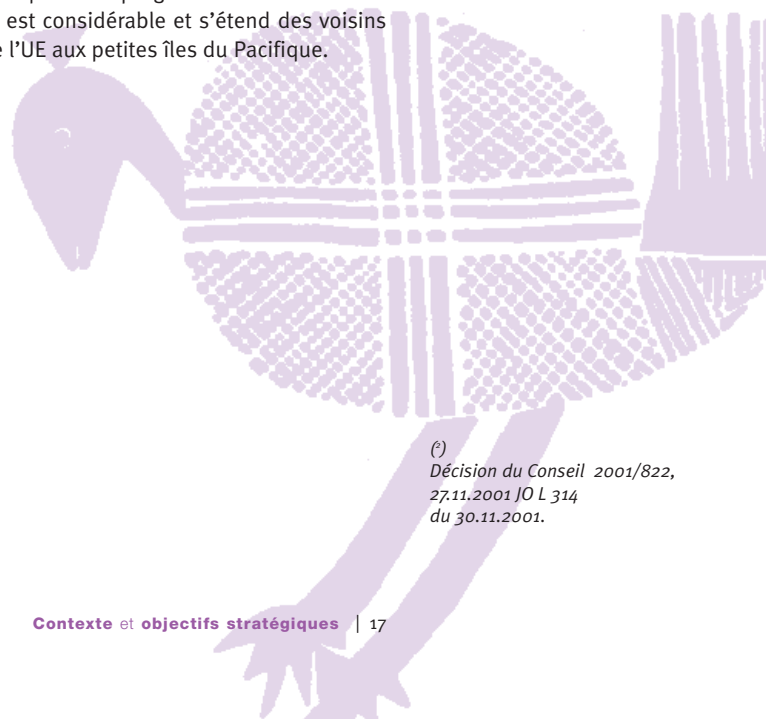 est considérable et s’étend des voisins
l’UE aux petites îles du Pacifique.
(²)
Décision du Conseil 2001/822,
27.11.2001 JO L 314
du 30.11.2001.
Contexte et objectifs stratégiques | 17